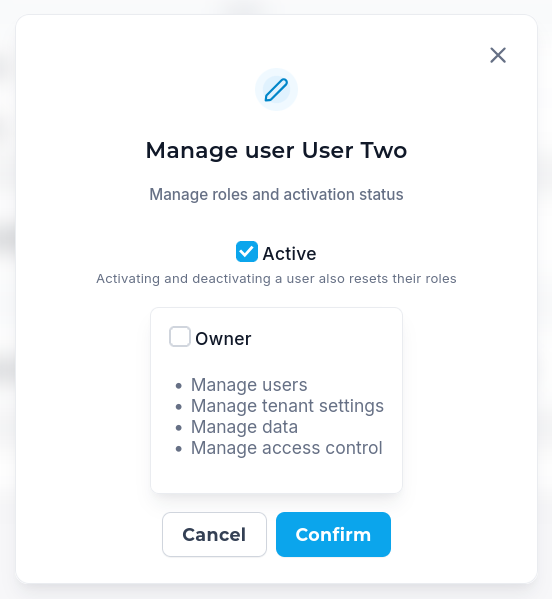 Manage user User Two
Manage roles and activation status
Active
Activating and deactivating a user also resets their roles
Owner
• Manage users
• Manage tenant settings
• Manage data
• Manage access control
Cancel
Confirm